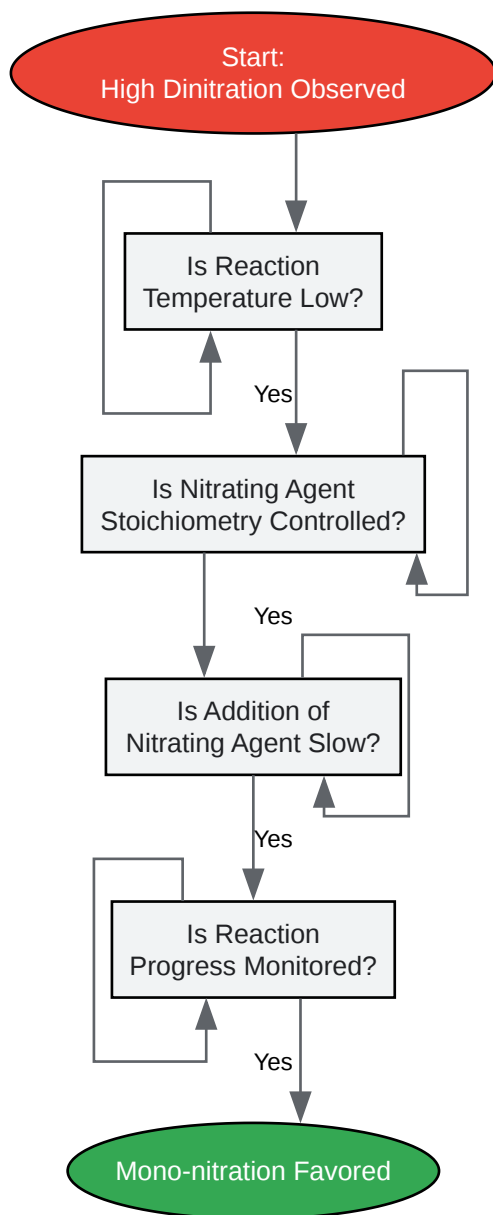 Start:
High Dinitration Observed
Is Reaction
Temperature Low?
Yes
Is Nitrating Agent
Stoichiometry Controlled?
Yes
Is Addition of
Nitrating Agent Slow?
Yes
Is Reaction
Progress Monitored?
Yes
Mono-nitration Favored